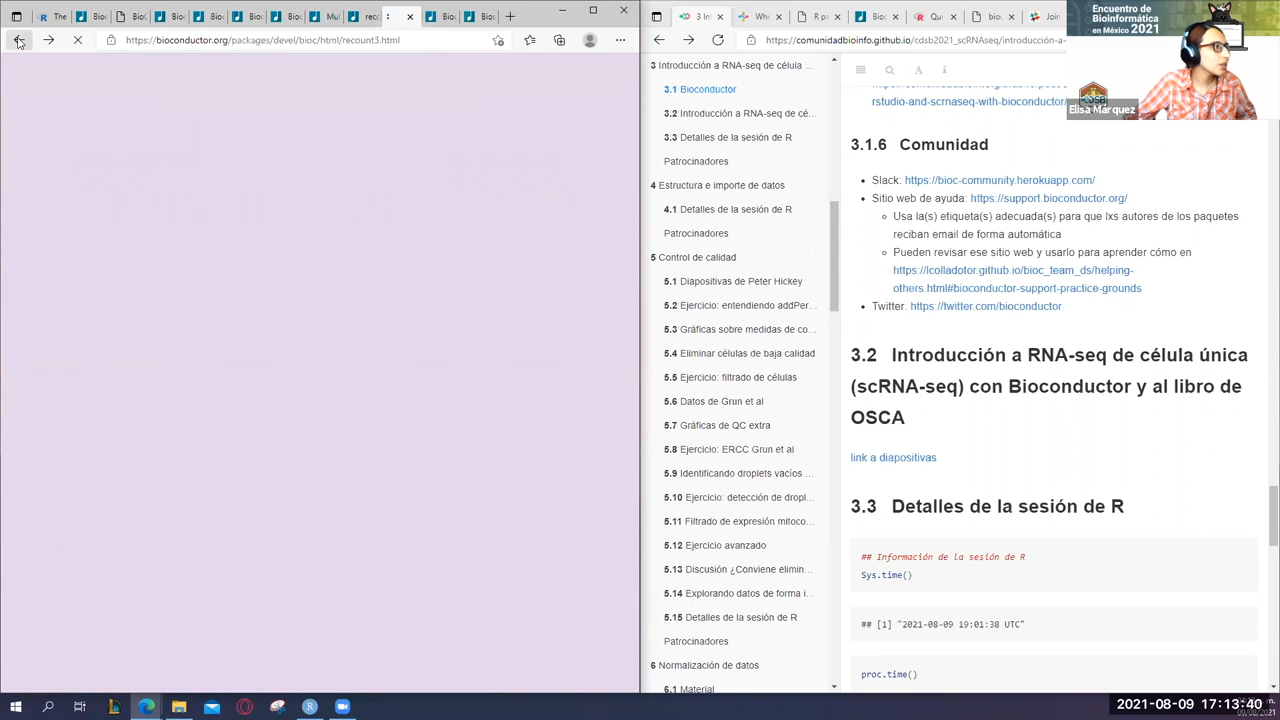 R The
Mul
reco
:
Bioc
Bio
https://bioconductor.org/packages/devel/bioc/html/recount3.html
3 In
Whe
R pa
Bioc
Qui
bioc
Join
https://comunidadbioinfo.github.io/cdsb2021_scRNAseq/introducción-a-
Encuentro de
Bioinformática
en México 2021
CDSB
Elisa Márquez
3 Introducción a RNA-seq de célula ...
3.1 Bioconductor
3.2 Introducción a RNA-seq de cé...
3.3 Detalles de la sesión de R
Patrocinadores
4 Estructura e importe de datos
4.1 Detalles de la sesión de R
Patrocinadores
5 Control de calidad
5.1 Diapositivas de Peter Hickey
5.2 Ejercicio: entendiendo addPer...
5.3 Gráficas sobre medidas de co...
5.4 Eliminar células de baja calidad
5.5 Ejercicio: filtrado de células
5.6 Datos de Grun et al
5.7 Gráficas de QC extra
5.8 Ejercicio: ERCC Grun et al
5.9 Identificando droplets vacíos ...
5.10 Ejercicio: detección de dropl...
5.11 Filtrado de expresión mitoco...
5.12 Ejercicio avanzado
5.13 Discusión ¿Conviene elimin...
5.14 Explorando datos de forma i...
5.15 Detalles de la sesión de R
Patrocinadores
6 Normalización de datos
6.1 Material
rstudio-and-scrnaseq-with-bioconductor/
3.1.6 Comunidad
• Slack: https://bioc-community.herokuapp.com/
• Sitio web de ayuda: https://support.bioconductor.org/
◦ Usa la(s) etiqueta(s) adecuada(s) para que lxs autores de los paquetes
reciban email de forma automática
◦ Pueden revisar ese sitio web y usarlo para aprender cómo en
https://lcolladotor.github.io/bioc_team_ds/helping-
others.html#bioconductor-support-practice-grounds
• Twitter: https://twitter.com/bioconductor
3.2 Introducción a RNA-seq de célula única
(scRNA-seq) con Bioconductor y al libro de
OSCA
link a diapositivas
3.3 Detalles de la sesión de R
## Información de la sesión de R
Sys.time()
## [1] "2021-08-09 19:01:38 UTC"
proc.time()
2021-08-09 17:13:40